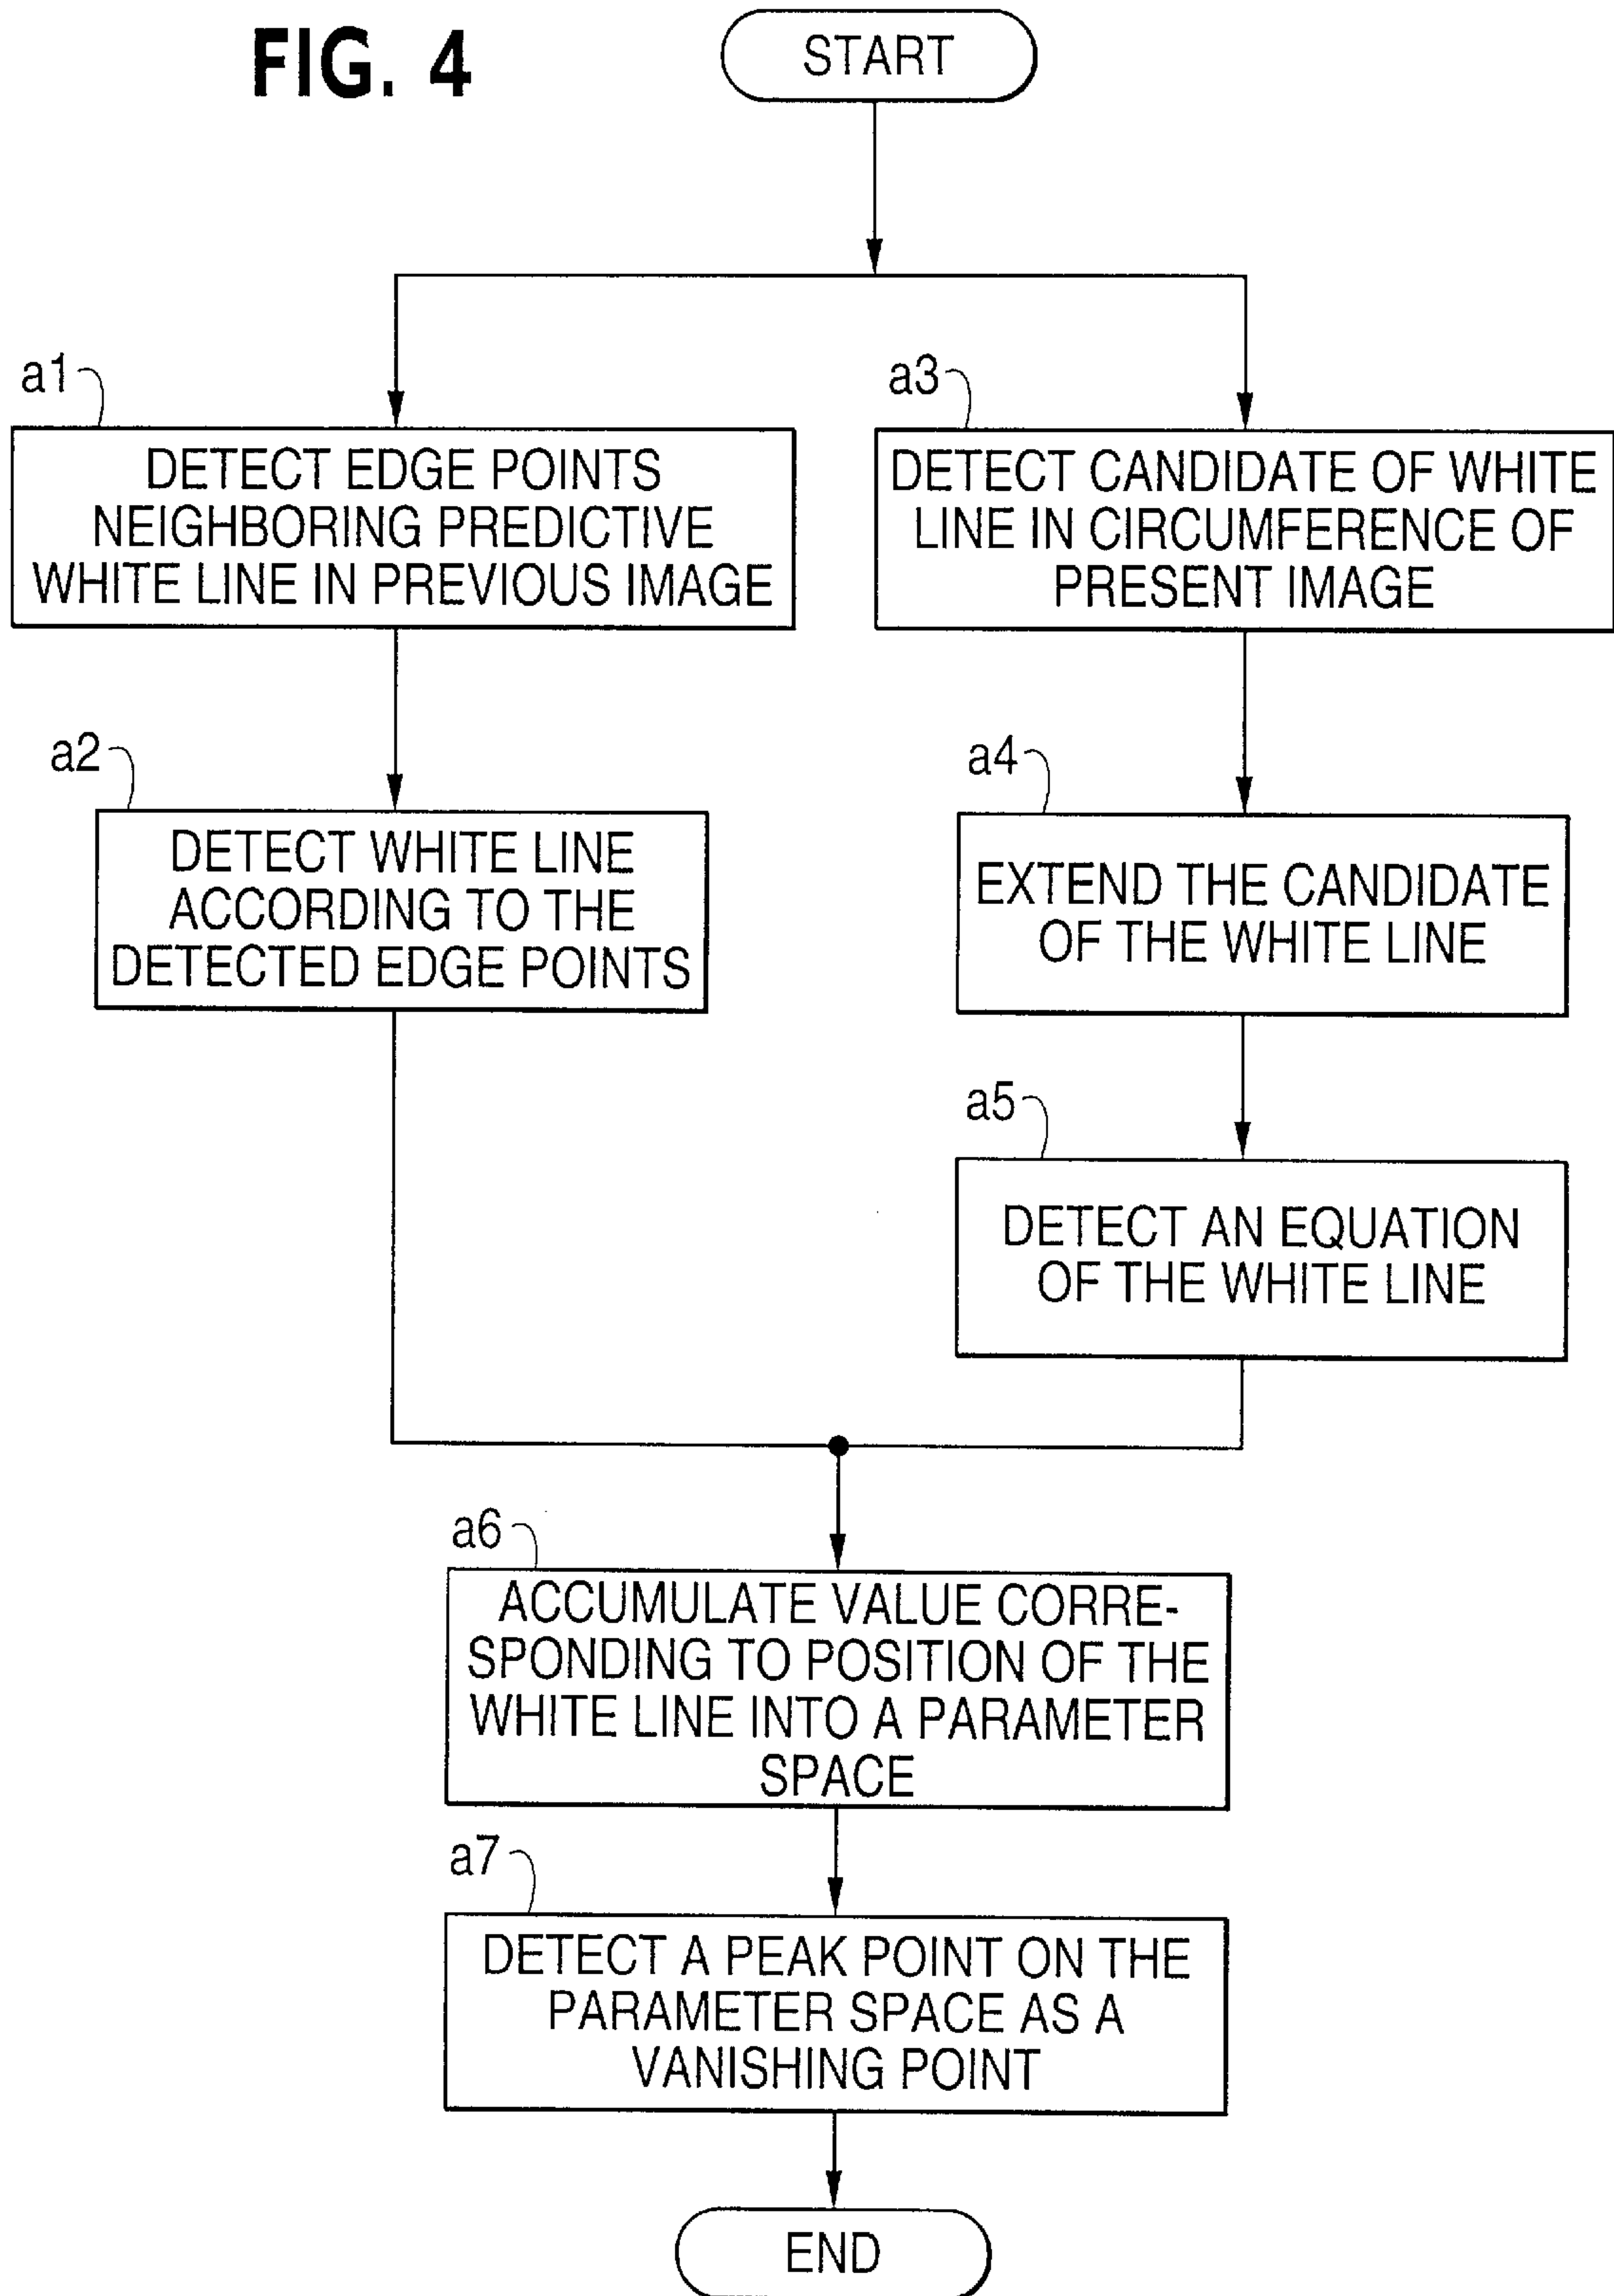 FIG. 4
START
a1
DETECT EDGE POINTS
NEIGHBORING PREDICTIVE
WHITE LINE IN PREVIOUS IMAGE
a3
DETECT CANDIDATE OF WHITE
LINE IN CIRCUMFERENCE OF
PRESENT IMAGE
a2
DETECT WHITE LINE
ACCORDING TO THE
DETECTED EDGE POINTS
a4
EXTEND THE CANDIDATE
OF THE WHITE LINE
a5
DETECT AN EQUATION
OF THE WHITE LINE
a6
ACCUMULATE VALUE CORRE-
SPONDING TO POSITION OF THE
WHITE LINE INTO A PARAMETER
SPACE
a7
DETECT A PEAK POINT ON THE
PARAMETER SPACE AS A
VANISHING POINT
END